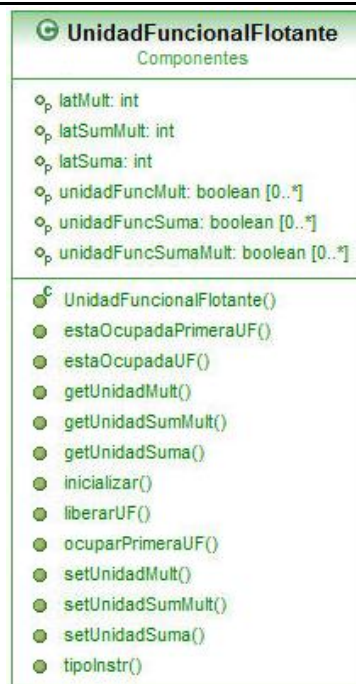 UnidadFuncionalFlotante
Componentes
latMult: int
latSumMult: int
latSuma: int
unidadFuncMult: boolean [0..*]
unidadFuncSuma: boolean [0..*]
unidadFuncSumaMult: boolean [0..*]
UnidadFuncionalFlotante()
estaOcupadaPrimeraUF()
estaOcupadaUF()
getUnidadMult()
getUnidadSumMult()
getUnidadSuma()
inicializar()
liberarUF()
ocuparPrimeraUF()
setUnidadMult()
setUnidadSumMult()
setUnidadSuma()
tipoInstr()